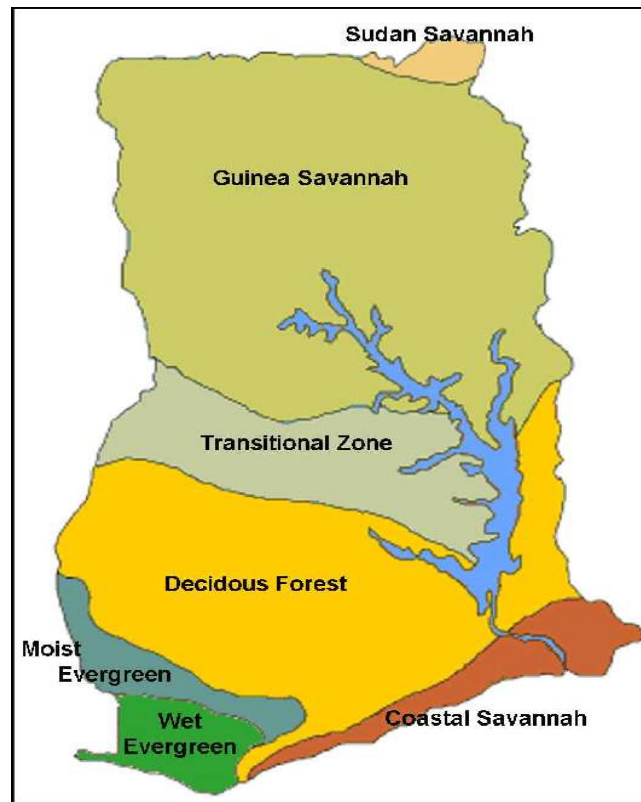 Sudan Savannah
Guinea Savannah
Transitional Zone
Decidous Forest
Moist
Evergreen
Wet
Evergreen
Coastal Savannah